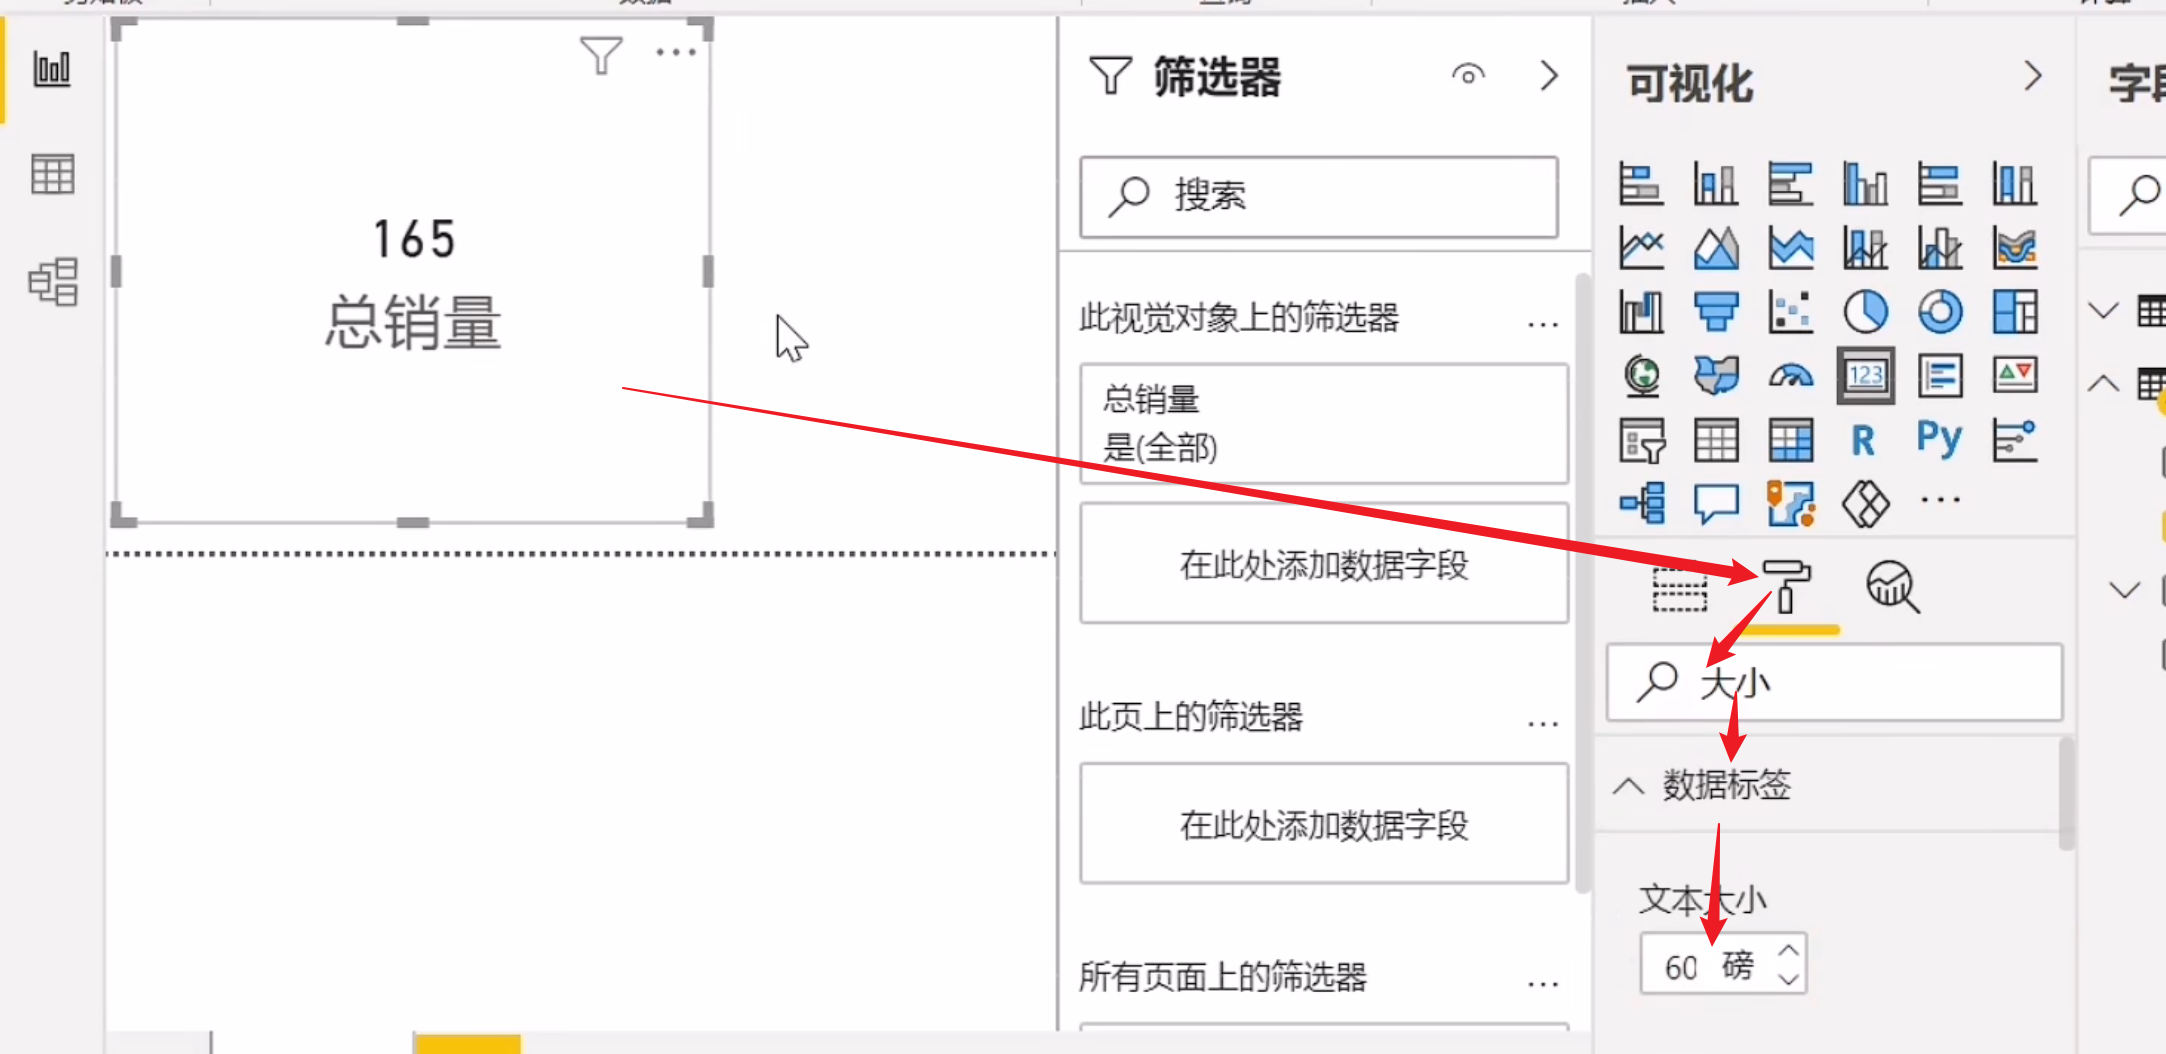 165
总销量
筛选器
搜索
此视觉对象上的筛选器
...
总销量
是(全部)
在此处添加数据字段
此页上的筛选器
...
在此处添加数据字段
所有页面上的筛选器
...
可视化
123
R
Py
...
大小
数据标签
文本大小
60 磅
字